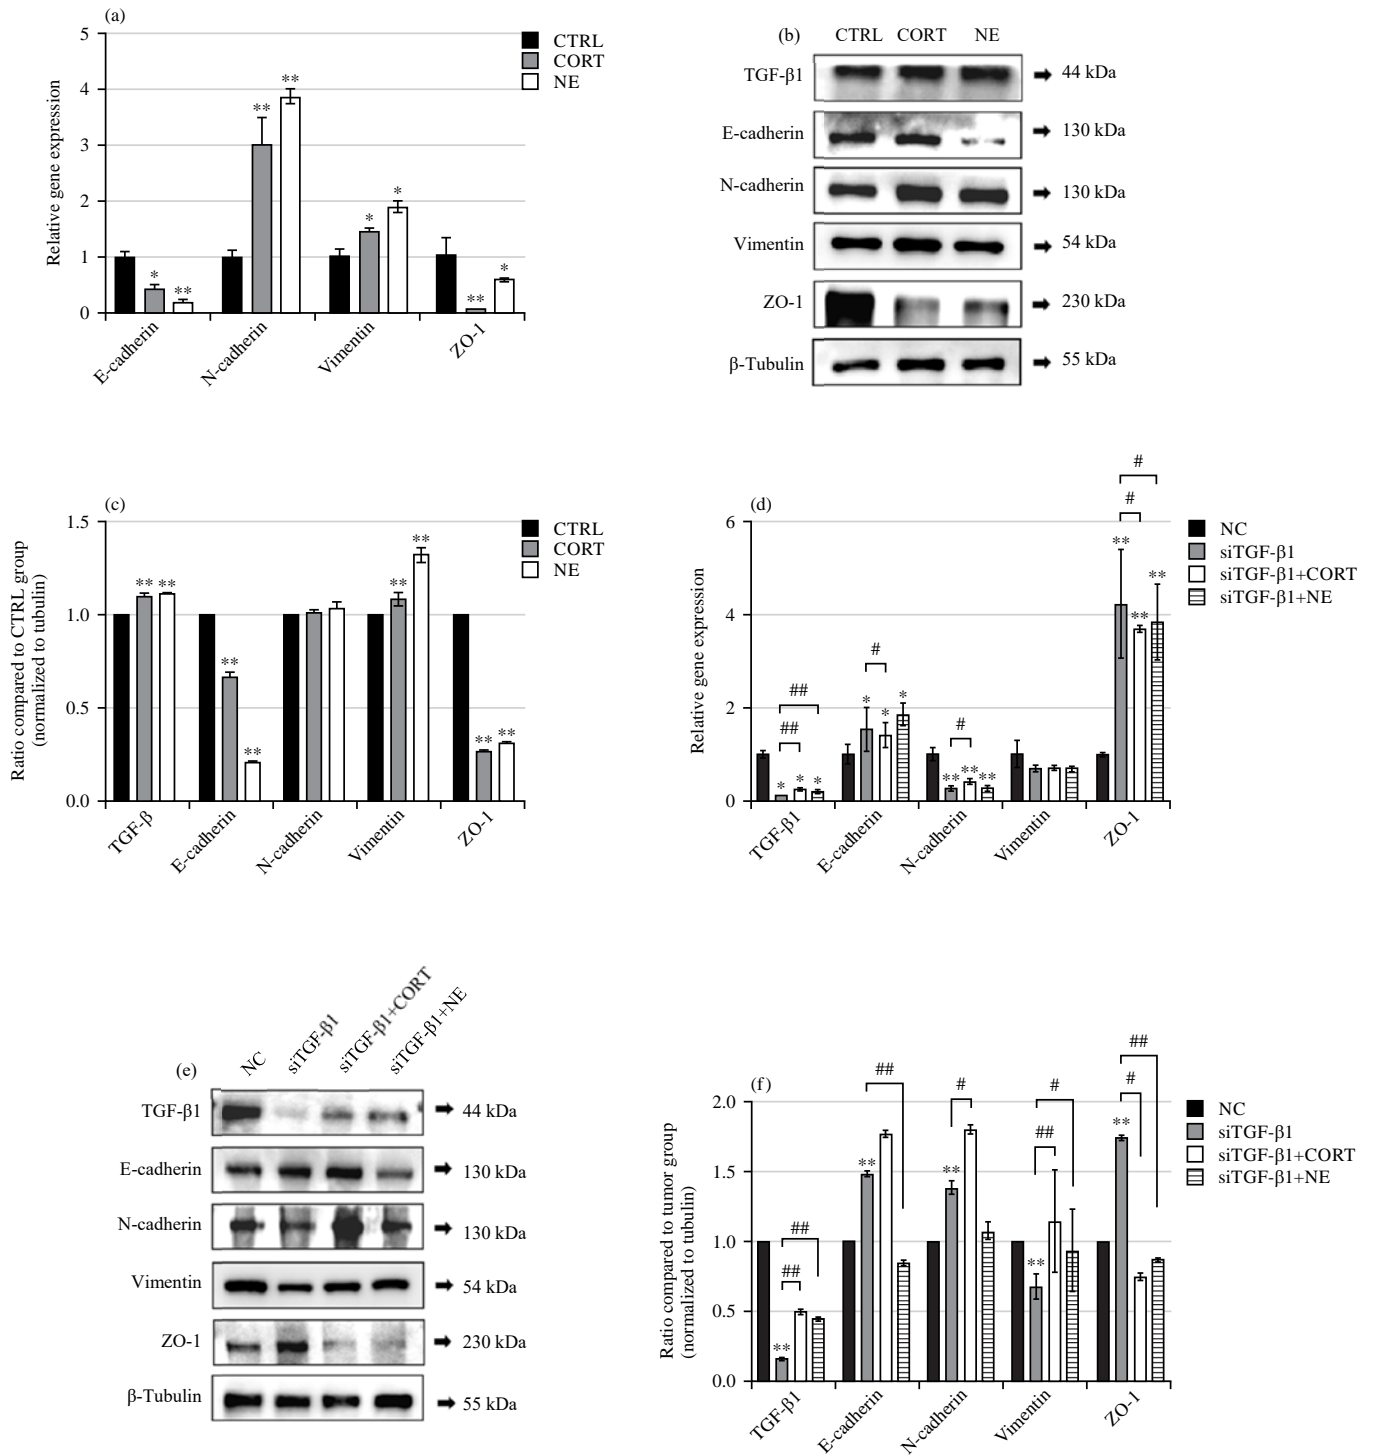 (a)
5
4
3
2
1
0
Relative gene expression
CTRL
CORT
NE
*
**
**
**
*
*
**
*
E-cadherin
N-cadherin
Vimentin
ZO-1
(b)
CTRL CORT NE
TGF-β1 44 kDa
E-cadherin 130 kDa
N-cadherin 130 kDa
Vimentin 54 kDa
ZO-1 230 kDa
β-Tubulin 55 kDa
(c)
1.5
1.0
0.5
0.0
Ratio compared to CTRL group
(normalized to tubulin)
CTRL
CORT
NE
** **
**
**
**
**
** **
TGF-β
E-cadherin
N-cadherin
Vimentin
ZO-1
(d)
6
4
2
0
Relative gene expression
NC
siTGF-β1
siTGF-β1+CORT
siTGF-β1+NE
##
##
* * *
#
* * *
#
** ** **
#
#
** ** **
TGF-β1
E-cadherin
N-cadherin
Vimentin
ZO-1
(e)
NC
siTGF-β1
siTGF-β1+CORT
siTGF-β1+NE
TGF-β1 44 kDa
E-cadherin 130 kDa
N-cadherin 130 kDa
Vimentin 54 kDa
ZO-1 230 kDa
β-Tubulin 55 kDa
(f)
2.0
1.5
1.0
0.5
0.0
Ratio compared to tumor group
(normalized to tubulin)
NC
siTGF-β1
siTGF-β1+CORT
siTGF-β1+NE
##
##
**
##
**
#
**
#
##
**
##
#
**
TGF-β1
E-cadherin
N-cadherin
Vimentin
ZO-1